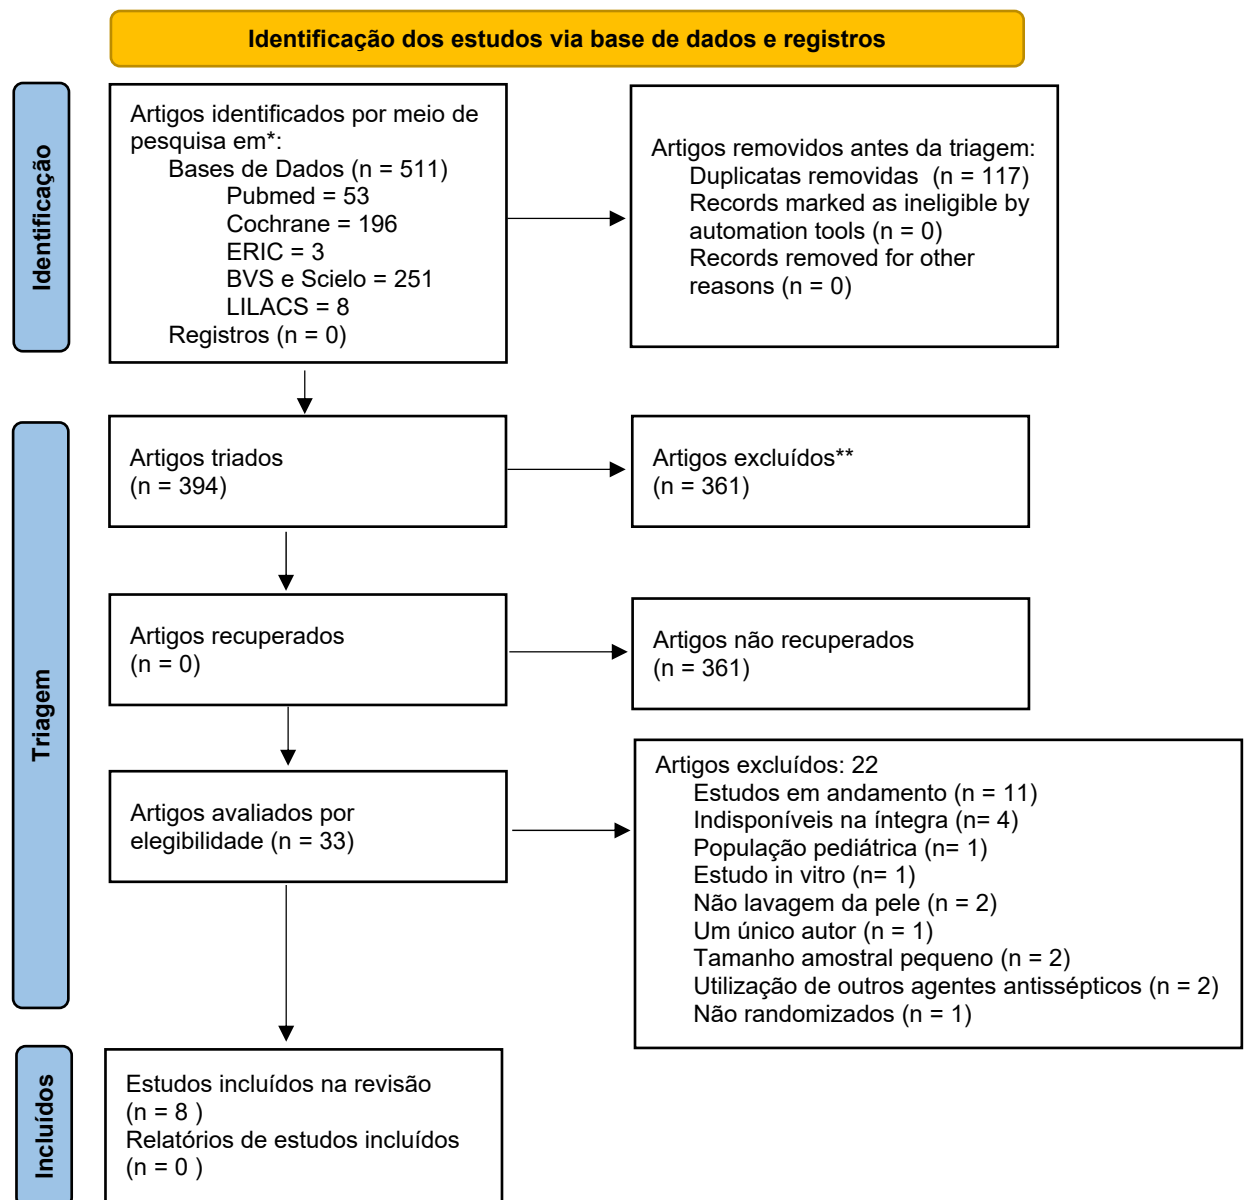 Identificação dos estudos via base de dados e registros
Identificação
Artigos identificados por meio de
pesquisa em*:
Bases de Dados (n = 511)
Pubmed = 53
Cochrane = 196
ERIC = 3
BVS e Scielo = 251
LILACS = 8
Registros (n = 0)
Artigos removidos antes da triagem:
Duplicatas removidas (n = 117)
Records marked as ineligible by
automation tools (n = 0)
Records removed for other
reasons (n = 0)
Triagem
Artigos triados
(n = 394)
Artigos excluídos**
(n = 361)
Artigos recuperados
(n = 0)
Artigos não recuperados
(n = 361)
Artigos avaliados por
elegibilidade (n = 33)
Artigos excluídos: 22
Estudos em andamento (n = 11)
Indisponíveis na íntegra (n= 4)
População pediátrica (n= 1)
Estudo in vitro (n= 1)
Não lavagem da pele (n = 2)
Um único autor (n = 1)
Tamanho amostral pequeno (n = 2)
Utilização de outros agentes antissépticos (n = 2)
Não randomizados (n = 1)
Incluídos
Estudos incluídos na revisão
(n = 8 )
Relatórios de estudos incluídos
(n = 0 )